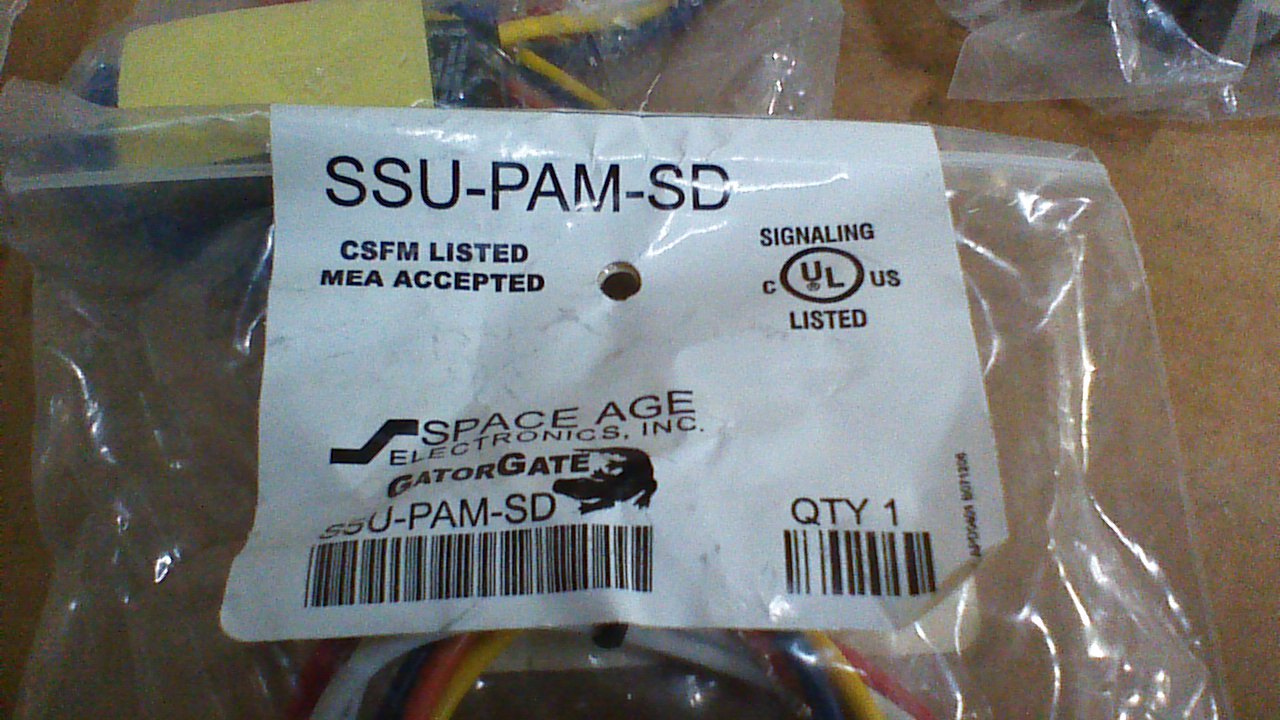 SSU-PAM-SD
CSFM LISTED
MEA ACCEPTED
SIGNALING
C UL ® US
LISTED
SPACE AGE
ELECTRONICS, INC.
GATORGATE
SSU-PAM-SD
QTY 1